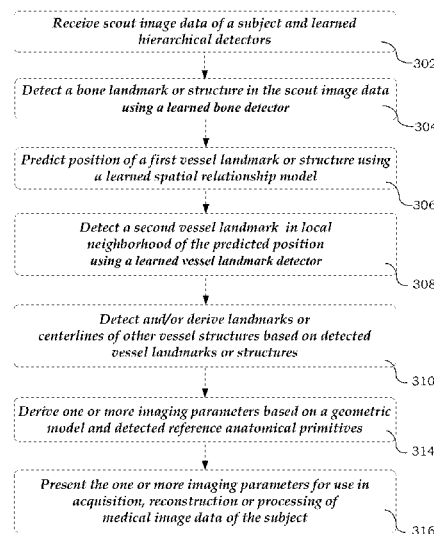 Receive scout image data of a subject and learned
hierarchical detectors
302
Detect a bone landmark or structure in the scout image data
using a learned bone detector
304
Predict position of a first vessel landmark or structure using
a learned spatial relationship model
306
Detect a second vessel landmark in local
neighborhood of the predicted position
using a learned vessel landmark detector
308
Detect and/or derive landmarks or
centerlines of other vessel structures based on detected
vessel landmarks or structures
310
Derive one or more imaging parameters based on a geometric
model and detected reference anatomical primitives
314
Present the one or more imaging parameters for use in
acquisition, reconstruction or processing of
medical image data of the subject
316